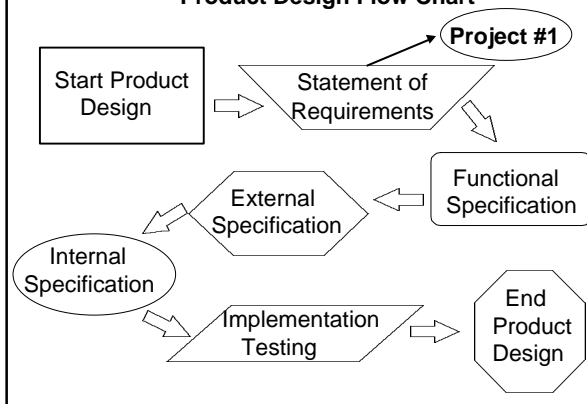 Product Design Flow Chart
Project #1
Start Product
Design
Statement of
Requirements
Functional
Specification
External
Specification
Internal
Specification
Implementation
Testing
End
Product
Design